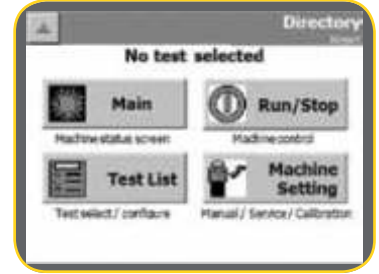 Directory
No test selected
Main
Run/Stop
Machine status screen
Machine control
Test List
Machine
Setting
Test select / configure
Manual / Service / Calibration